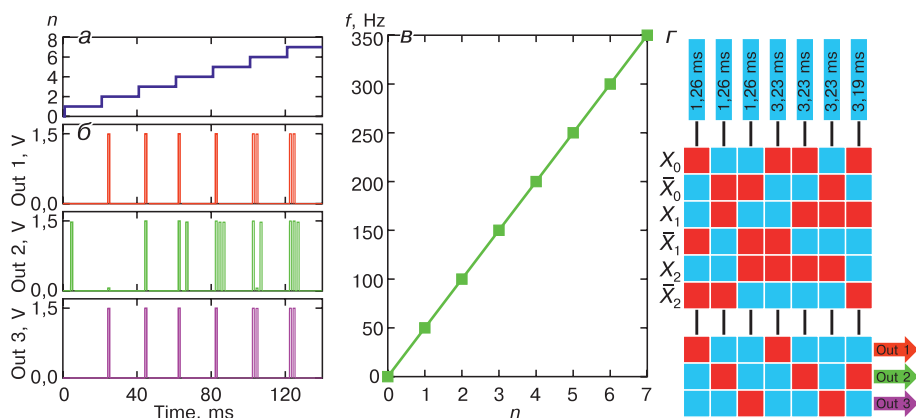 n
а
8
6
4
2
0
б
Out 1, V
1,5
0,0
Out 2, V
1,5
0,0
Out 3, V
1,5
0,0
0 40 80 120
Time, ms
f, Hz
в
350
300
250
200
150
100
50
0
0 1 2 3 4 5 6 7
n
г
1,26 ms
1,26 ms
1,26 ms
3,23 ms
3,23 ms
3,23 ms
3,19 ms
X₀
X̄₀
X₁
X̄₁
X₂
X̄₂
Out 1
Out 2
Out 3